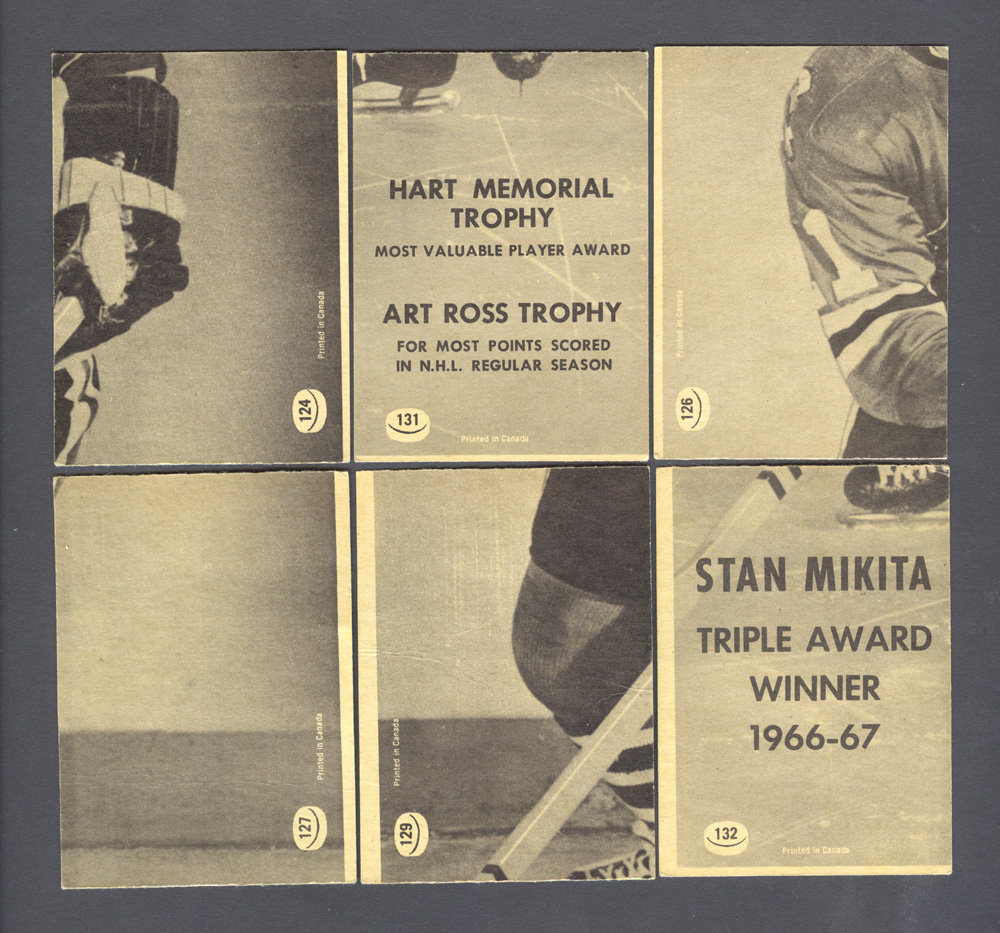 Printed in Canada
124
HART MEMORIAL
TROPHY
MOST VALUABLE PLAYER AWARD
ART ROSS TROPHY
FOR MOST POINTS SCORED
IN N.H.L. REGULAR SEASON
131
Printed in Canada
Printed in Canada
126
Printed in Canada
127
Printed in Canada
129
STAN MIKITA
TRIPLE AWARD
WINNER
1966-67
132
Printed in Canada